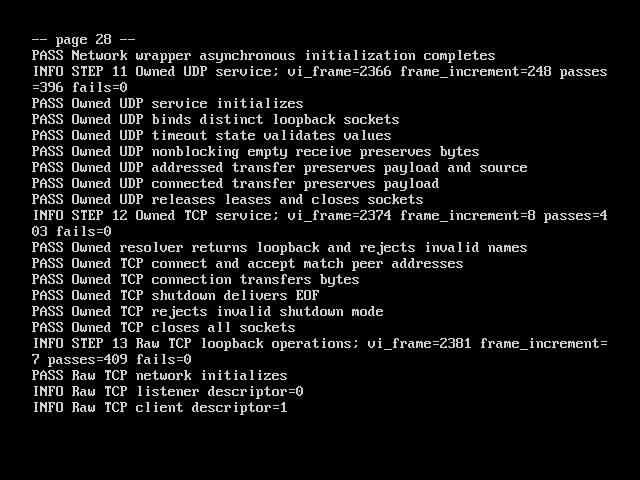 -- page 28 --
PASS Network wrapper asynchronous initialization completes
INFO STEP 11 Owned UDP service; vi_frame=2366 frame_increment=248 passes
=396 fails=0
PASS Owned UDP service initializes
PASS Owned UDP binds distinct loopback sockets
PASS Owned UDP timeout state validates values
PASS Owned UDP nonblocking empty receive preserves bytes
PASS Owned UDP addressed transfer preserves payload and source
PASS Owned UDP connected transfer preserves payload
PASS Owned UDP releases leases and closes sockets
INFO STEP 12 Owned TCP service; vi_frame=2374 frame_increment=8 passes=4
03 fails=0
PASS Owned resolver returns loopback and rejects invalid names
PASS Owned TCP connect and accept match peer addresses
PASS Owned TCP connection transfers bytes
PASS Owned TCP shutdown delivers EOF
PASS Owned TCP rejects invalid shutdown mode
PASS Owned TCP closes all sockets
INFO STEP 13 Raw TCP loopback operations; vi_frame=2381 frame_increment=
7 passes=409 fails=0
PASS Raw TCP network initializes
INFO Raw TCP listener descriptor=0
INFO Raw TCP client descriptor=1